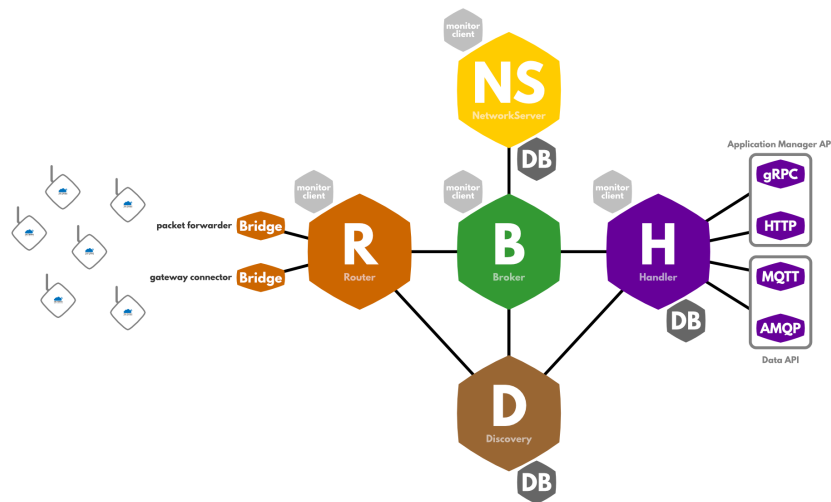 monitor
client
NS
NetworkServer
DB
Application Manager AP
gRPC
HTTP
monitor
client
monitor
client
monitor
client
packet forwarder
Bridge
gateway connector
Bridge
R
Router
B
Broker
H
Handler
DB
MQTT
AMQP
Data API
D
Discovery
DB